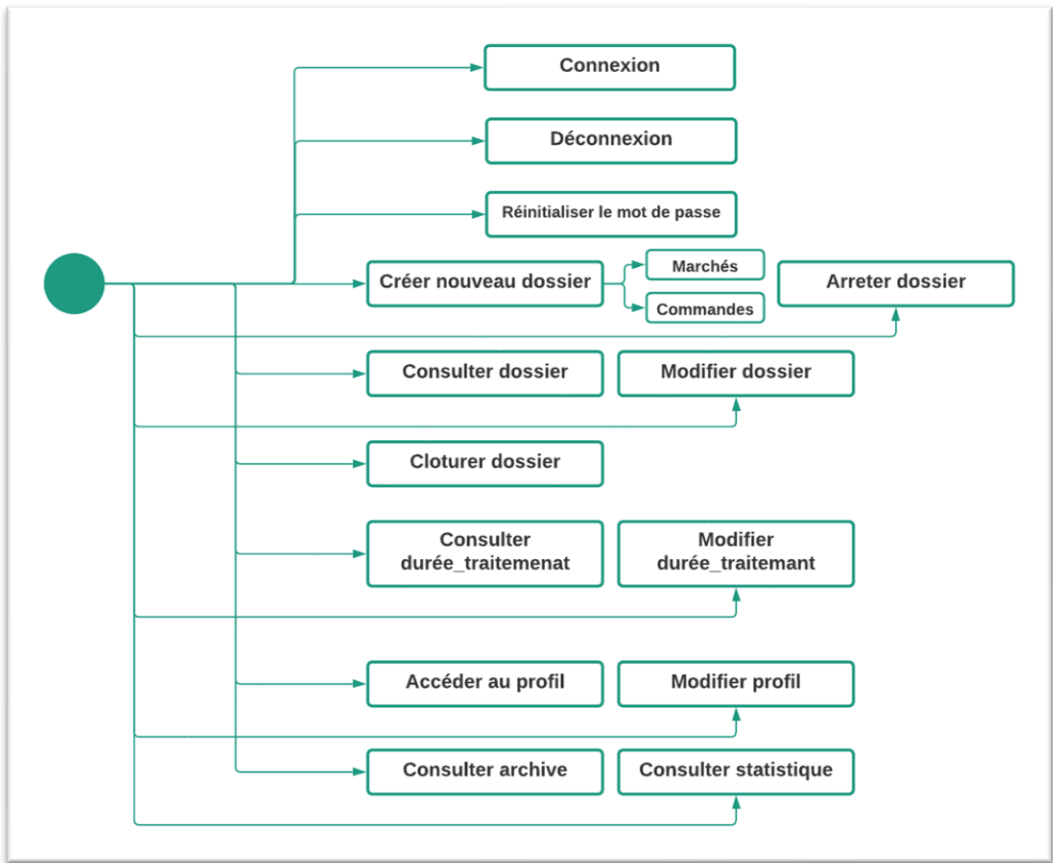 Connexion
Déconnexion
Réinitialiser le mot de passe
Créer nouveau dossier
Marchés
Commandes
Arreter dossier
Consulter dossier
Modifier dossier
Cloturer dossier
Consulter
durée_traitemenat
Modifier
durée_traitemant
Accéder au profil
Modifier profil
Consulter archive
Consulter statistique